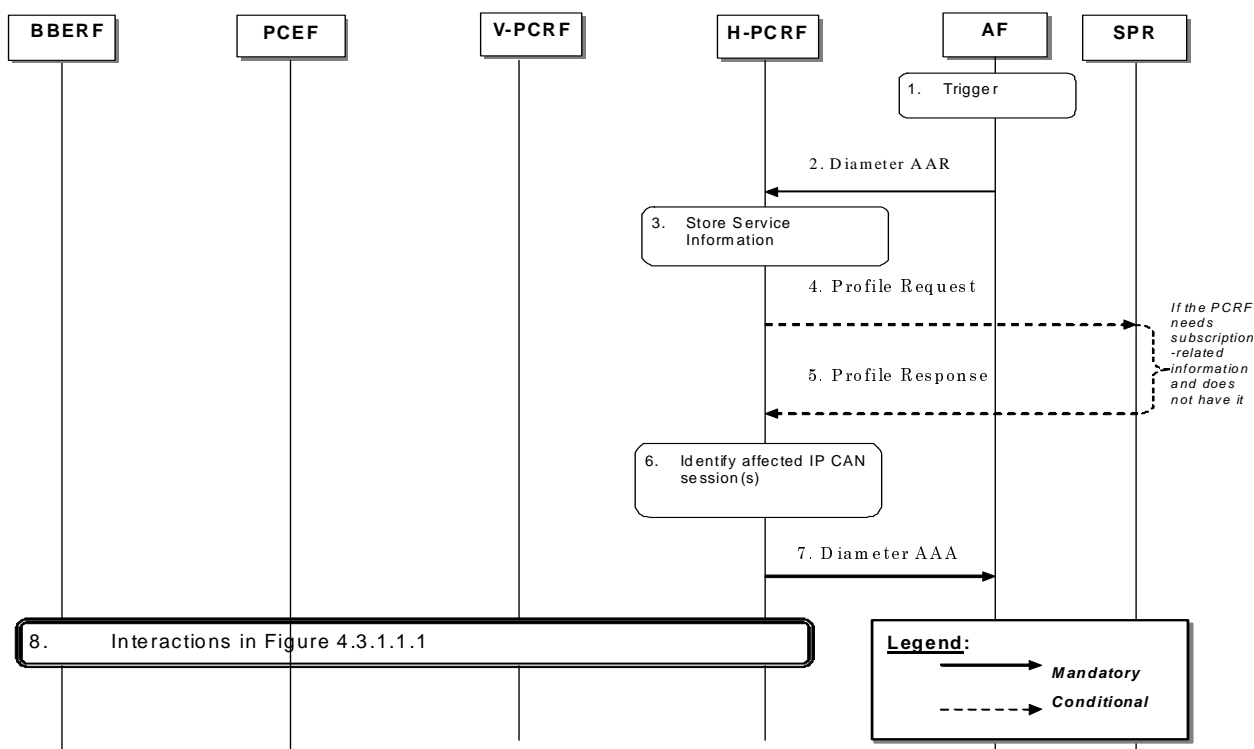 BBERF
PCEF
V-PCRF
H-PCRF
AF
SPR
1. Trigger
2. Diameter AAR
3. Store Service
Information
4. Profile Request
If the PCRF
needs
subscription
-related
information
and does
not have it
5. Profile Response
6. Identify affected IP CAN
session(s)
7. Diameter AAA
8. Interactions in Figure 4.3.1.1.1
Legend:
Mandatory
Conditional